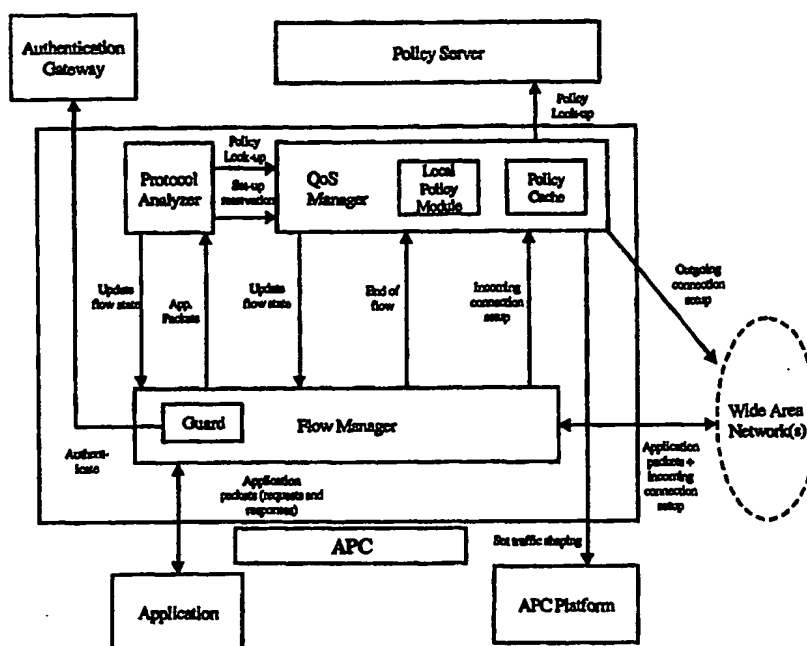 Authentication
Gateway
Policy Server
Policy
Look-up
Protocol
Analyzer
Policy
Look-up
Set-up
reservation
QoS
Manager
Local
Policy
Module
Policy
Cache
Update
flow state
App.
Packets
Update
flow state
End of
flow
Incoming
connection
setup
Outgoing
connection
setup
Guard
Flow Manager
Wide Area
Network(s)
Authent-
icate
Application
packets (requests and
responses)
Application
packets +
incoming
connection
setup
APC
Set traffic shaping
Application
APC Platform